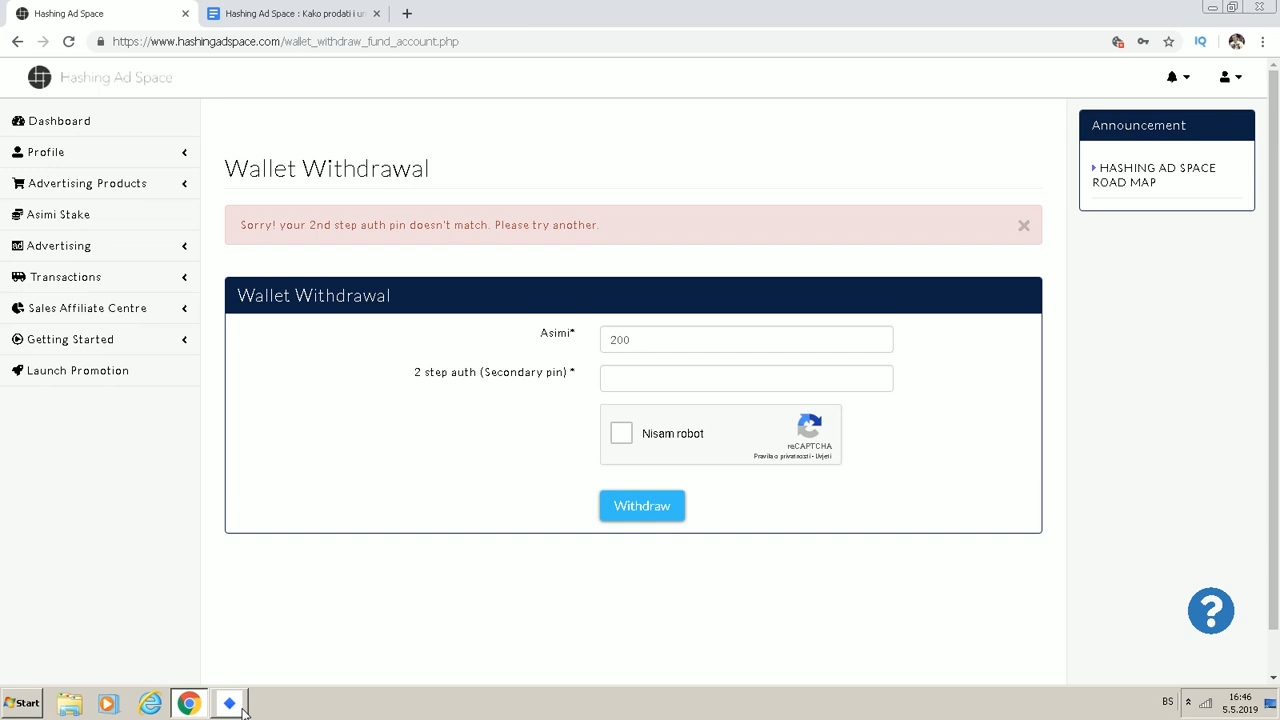 Hashing Ad Space
Hashing Ad Space : Kako prodati i u
https://www.hashingadspace.com/wallet_withdraw_fund_account.php
IQ
Hashing Ad Space
Dashboard
Profile
Advertising Products
Asimi Stake
Advertising
Transactions
Sales Affiliate Centre
Getting Started
Launch Promotion
Wallet Withdrawal
Sorry! your 2nd step auth pin doesn't match. Please try another.
Wallet Withdrawal
Asimi*
200
2 step auth (Secondary pin) *
Nisam robot
reCAPTCHA
Pravila o privatnosti - Uvjeti
Withdraw
Announcement
HASHING AD SPACE
ROAD MAP
?
Start
BS
16:46
5.5.2019